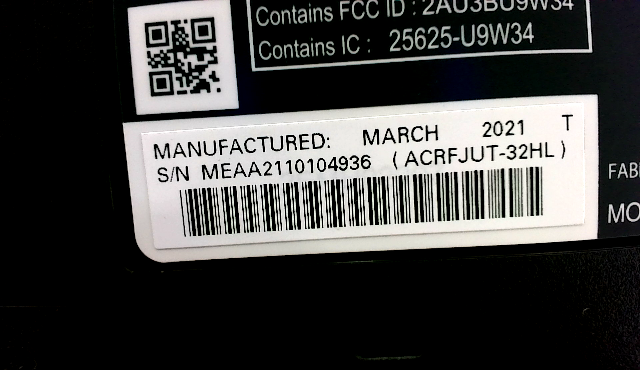 Contains FCC ID : 2AU3BU9W34
Contains IC : 25625-U9W34
MANUFACTURED: MARCH 2021 T
S/N MEAA2110104936 ( ACRFJUT-32HL )